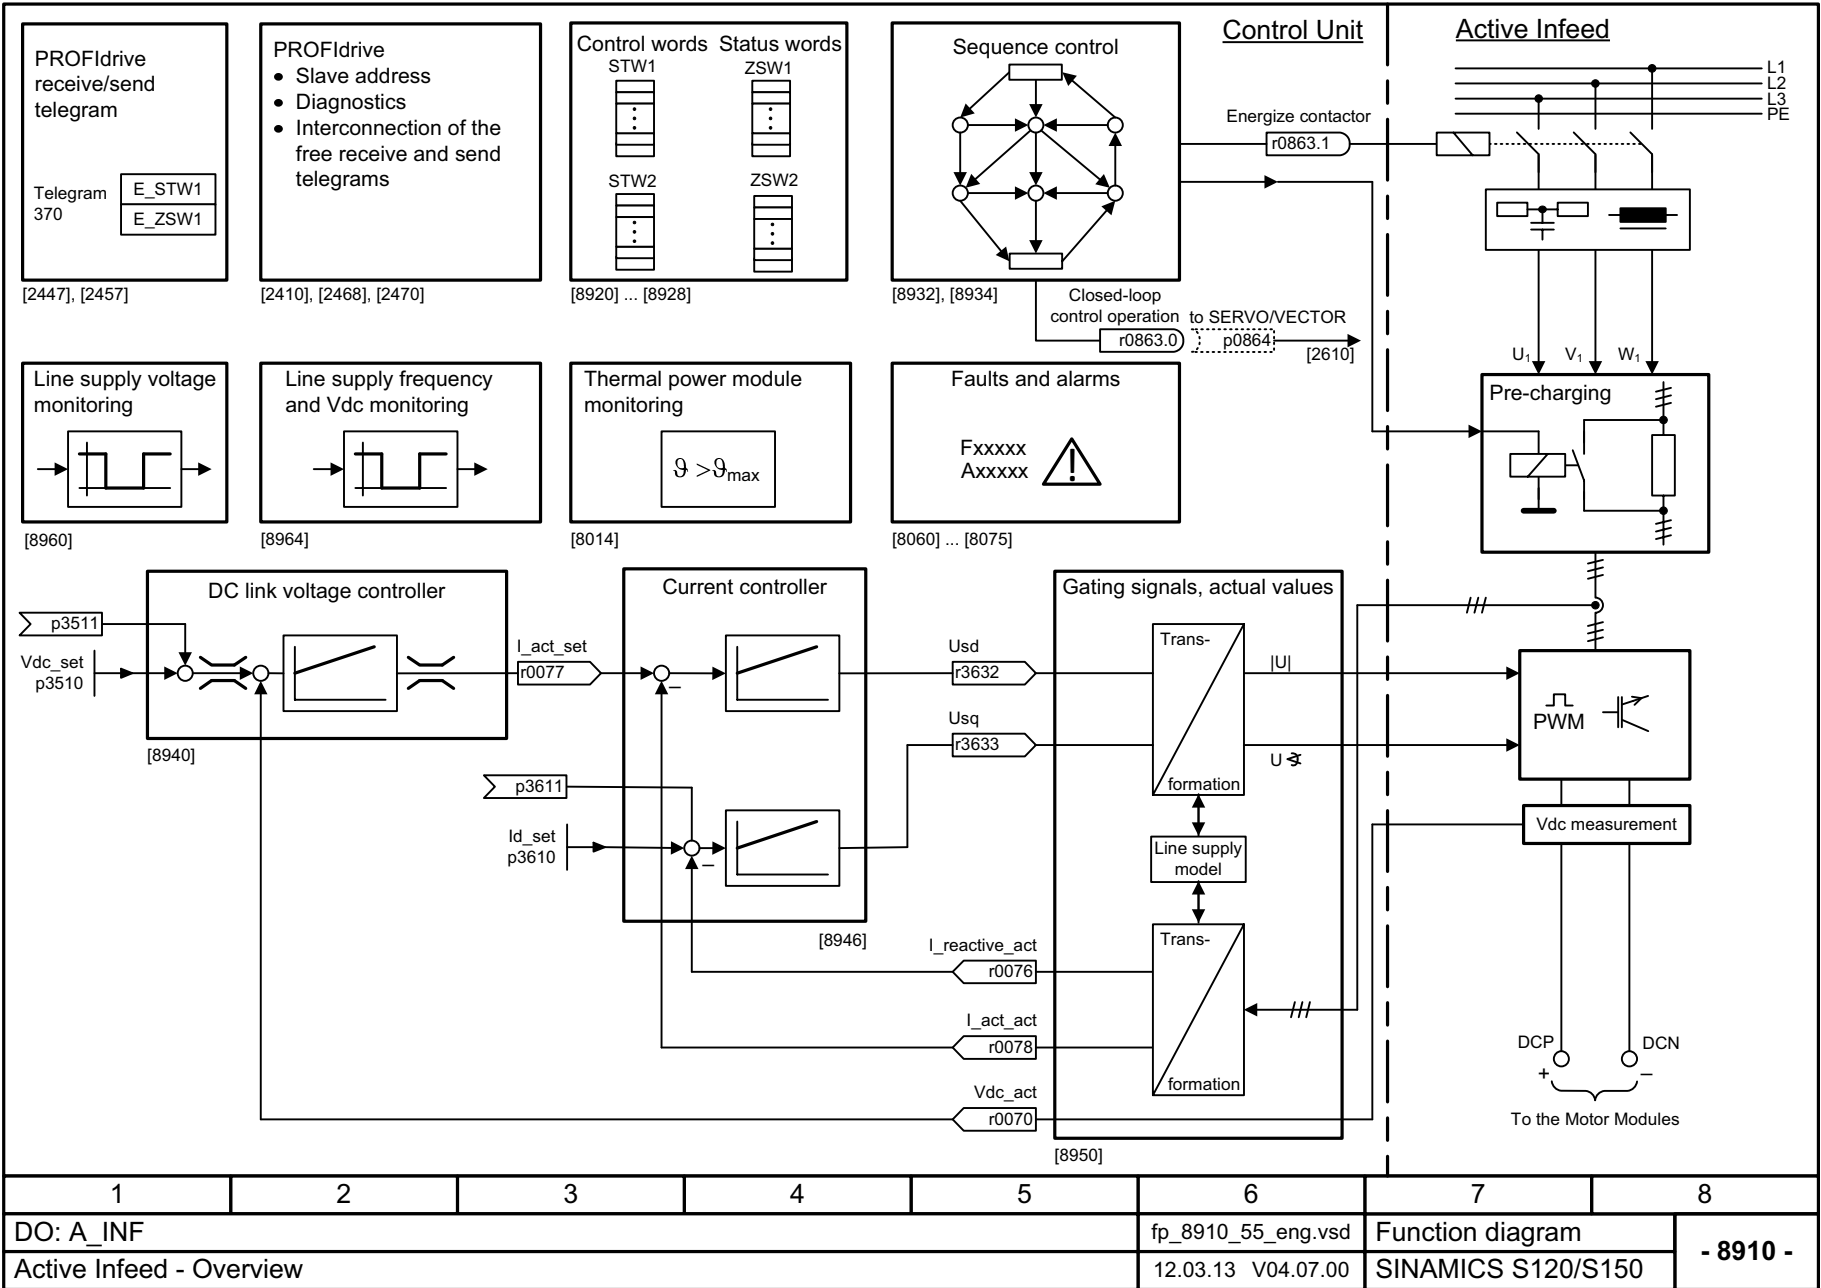 PROFIdrive
receive/send
telegram
Telegram
370
E_STW1
E_ZSW1
[2447], [2457]
PROFIdrive
• Slave address
• Diagnostics
• Interconnection of the
free receive and send
telegrams
[2410], [2468], [2470]
Control words Status words
STW1 ZSW1
STW2 ZSW2
[8920] ... [8928]
Sequence control
[8932], [8934]
Control Unit
Active Infeed
L1
L2
L3
PE
Energize contactor
r0863.1
Closed-loop
control operation
r0863.0
to SERVO/VECTOR
p0864
[2610]
U1 V1 W1
Line supply voltage
monitoring
[8960]
Line supply frequency
and Vdc monitoring
[8964]
Thermal power module
monitoring
ϑ >ϑmax
[8014]
Faults and alarms
Fxxxxx
Axxxxx
[8060] ... [8075]
Pre-charging
DC link voltage controller
p3511
Vdc_set
p3510
[8940]
I_act_set
r0077
Current controller
p3611
Id_set
p3610
[8946]
Usd
r3632
Usq
r3633
I_reactive_act
r0076
I_act_act
r0078
Vdc_act
r0070
Gating signals, actual values
Trans-
formation
|U|
U ∢
Line supply
model
Trans-
formation
[8950]
PWM
Vdc measurement
DCP DCN
+ –
To the Motor Modules
1 2 3 4 5 6 7 8
DO: A_INF
fp_8910_55_eng.vsd
Function diagram
- 8910 -
Active Infeed - Overview
12.03.13 V04.07.00
SINAMICS S120/S150